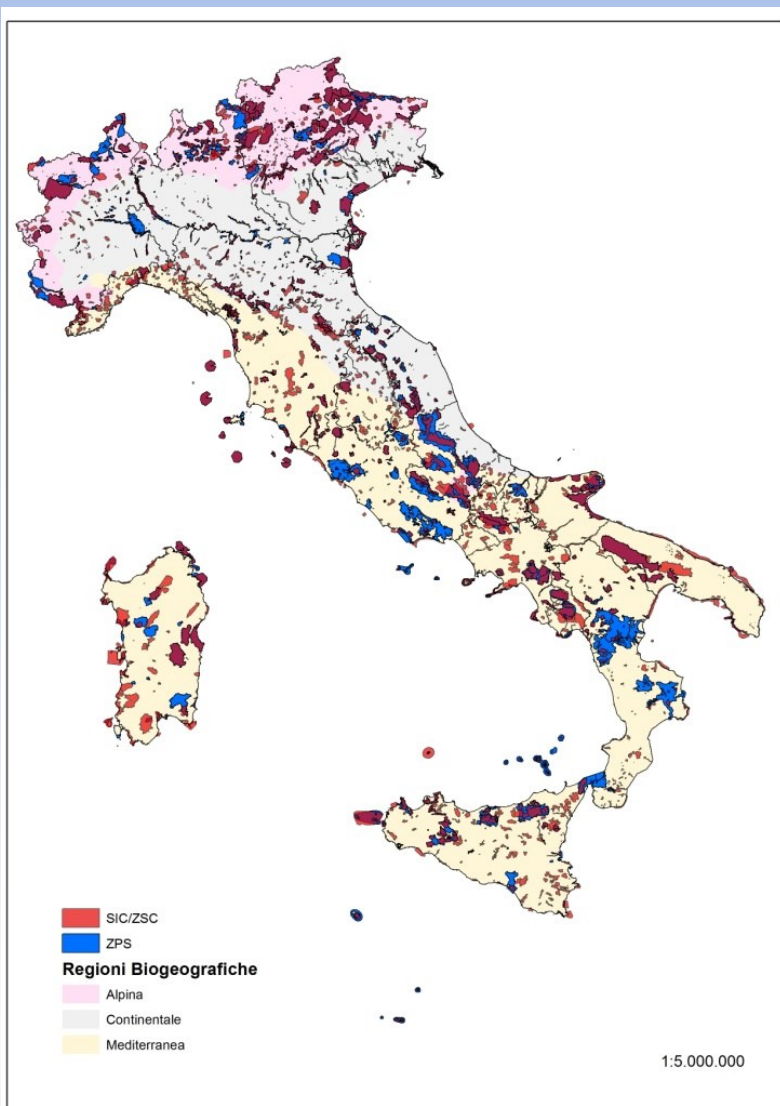 SIC/ZSC
ZPS
Regioni Biogeografiche
Alpina
Continentale
Mediterranea
1:5.000.000